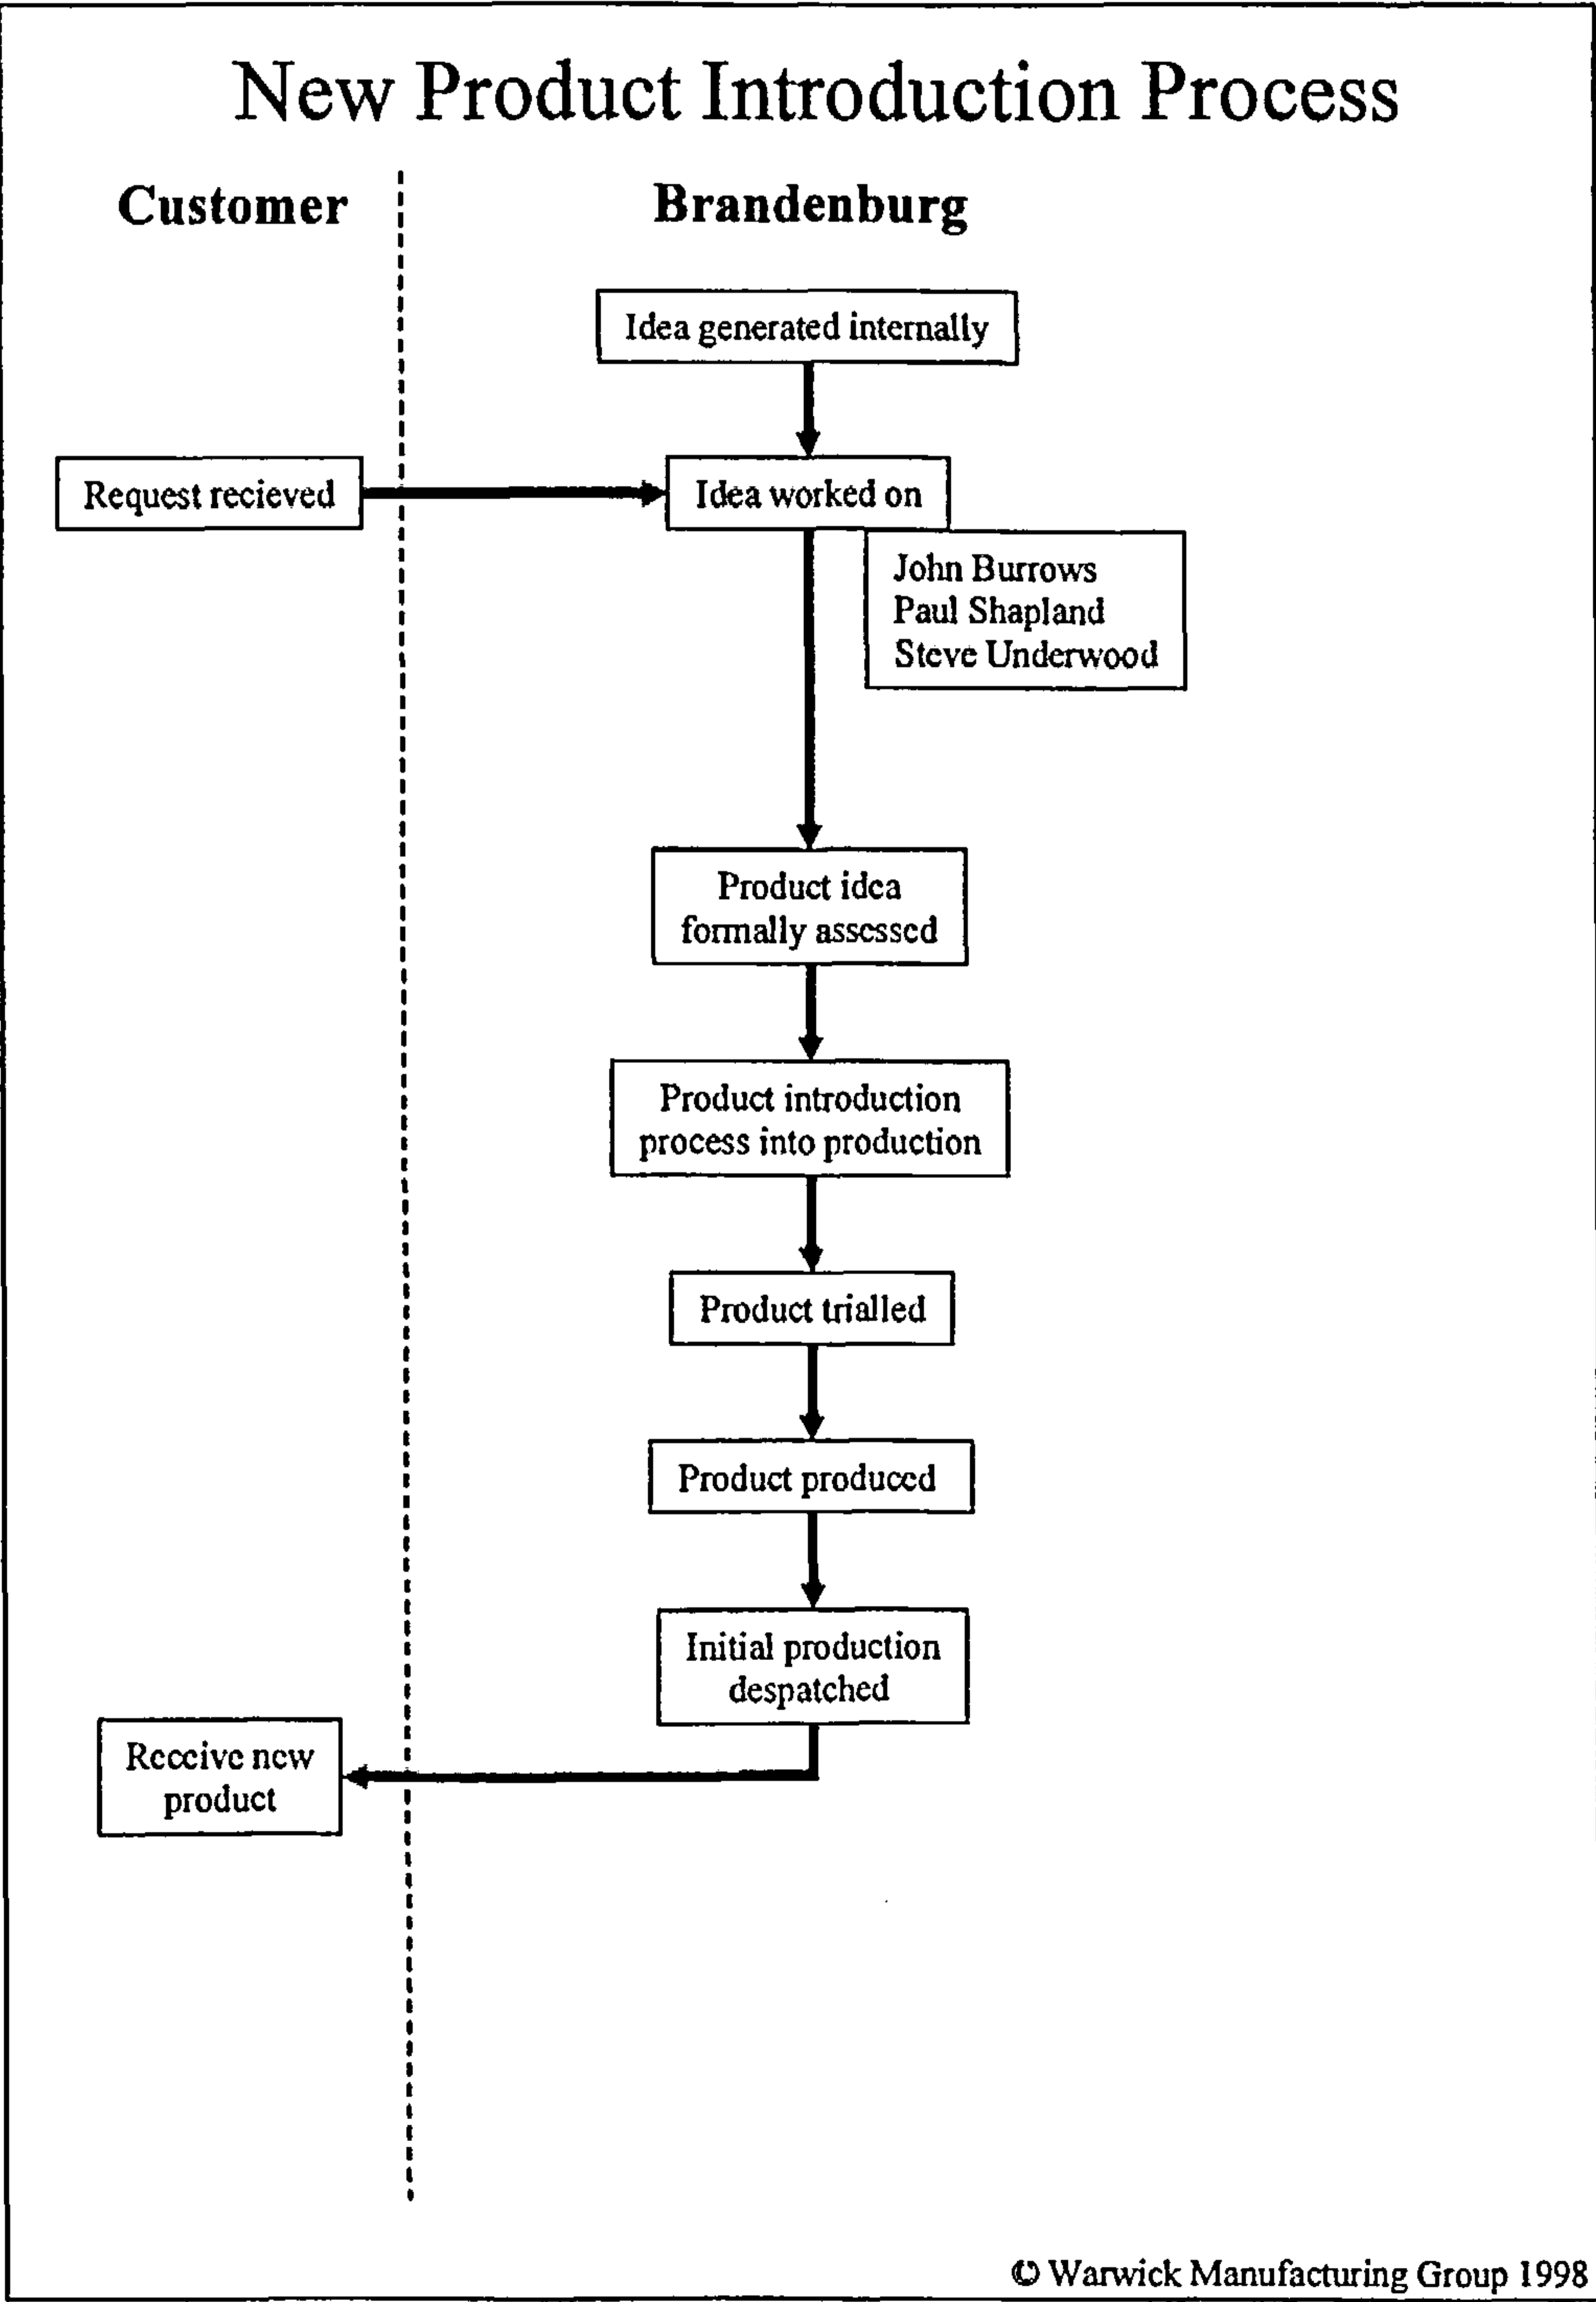 New Product Introduction Process
Customer
Brandenburg
Idea generated internally
Request recieved
Idea worked on
John Burrows
Paul Shapland
Steve Underwood
Product idea
formally assessed
Product introduction
process into production
Product trialled
Product produced
Initial production
despatched
Receive new
product
© Warwick Manufacturing Group 1998